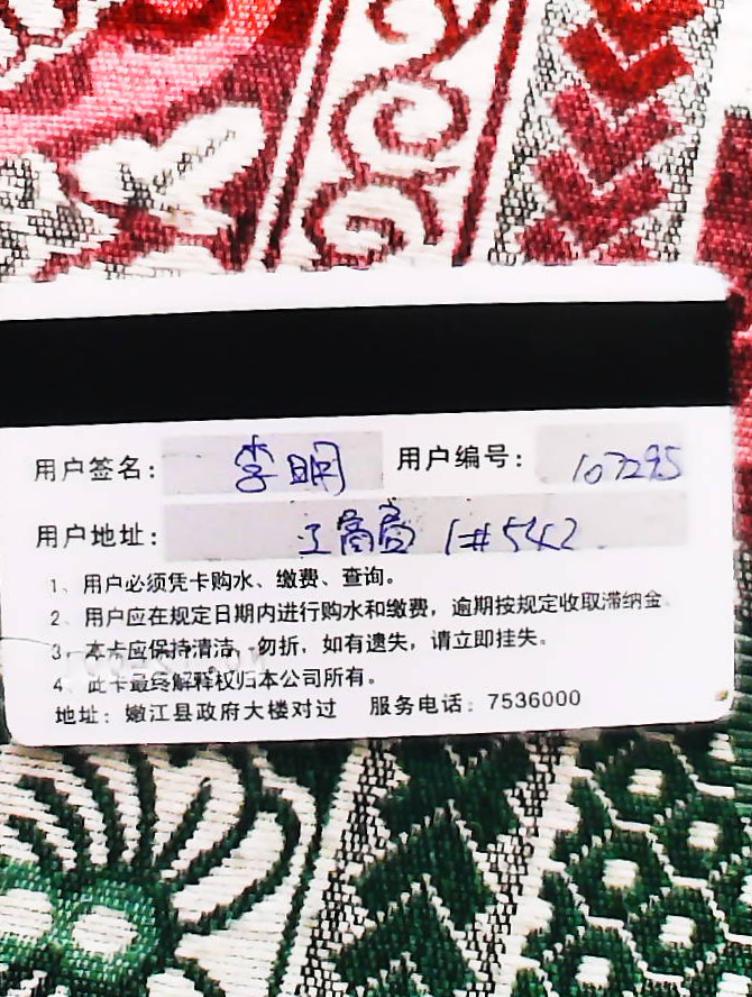 用户签名： 李明 用户编号： 107295
用户地址： 工商局 1#542
1、用户必须凭卡购水、缴费、查询。
2、用户应在规定日期内进行购水和缴费，逾期按规定收取滞纳金。
3、本卡应保持清洁，勿折，如有遗失，请立即挂失。
4、此卡最终解释权归本公司所有。
地址：嫩江县政府大楼对过 服务电话：7536000